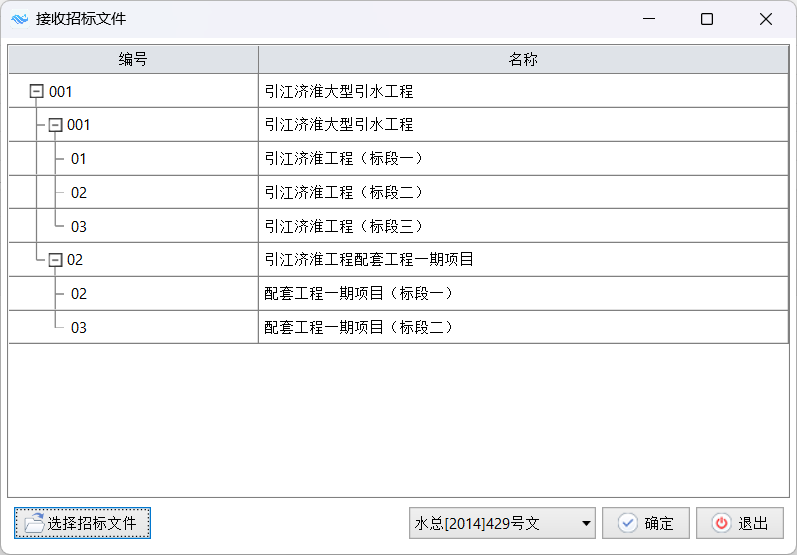 接收招标文件
编号 名称
001 引江济淮大型引水工程
001 引江济淮大型引水工程
01 引江济淮工程（标段一）
02 引江济淮工程（标段二）
03 引江济淮工程（标段三）
02 引江济淮工程配套工程一期项目
02 配套工程一期项目（标段一）
03 配套工程一期项目（标段二）
选择招标文件 水总[2014]429号文 确定 退出